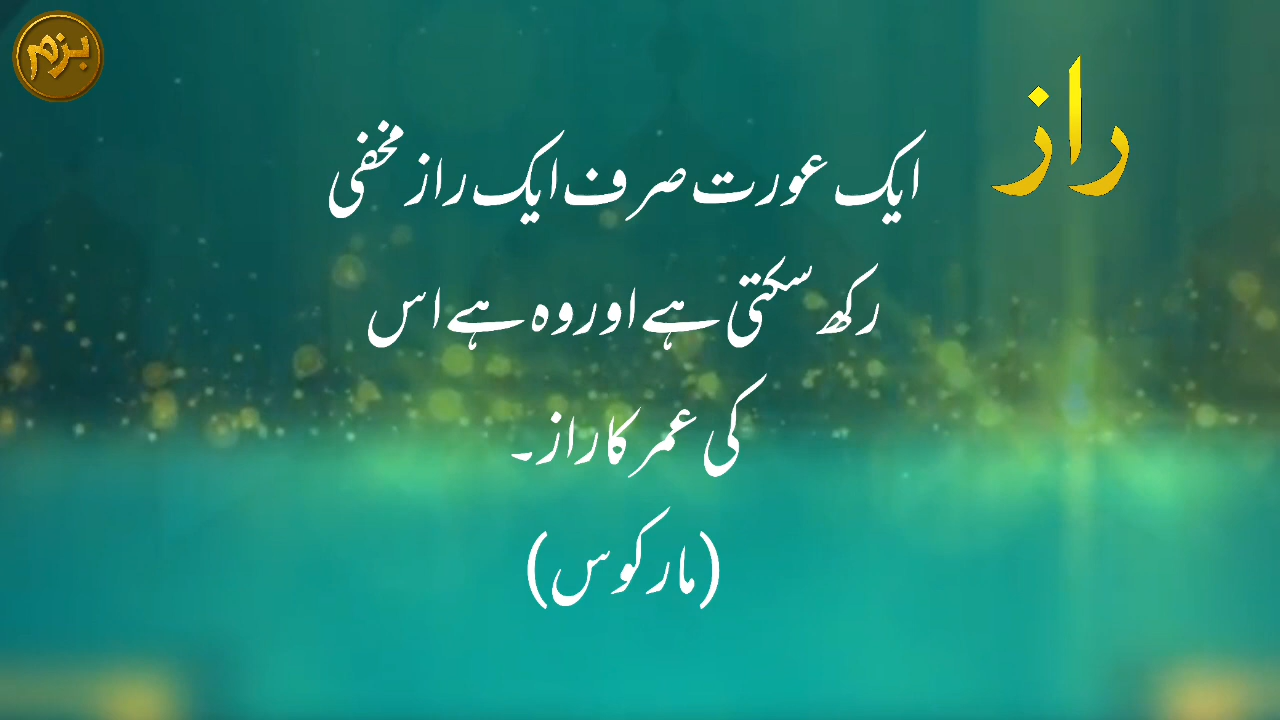 بزم
راز
ایک عورت صرف ایک راز مخفی
رکھ سکتی ہے اور وہ ہے اس
کی عمر کا راز۔
(مارکوس)